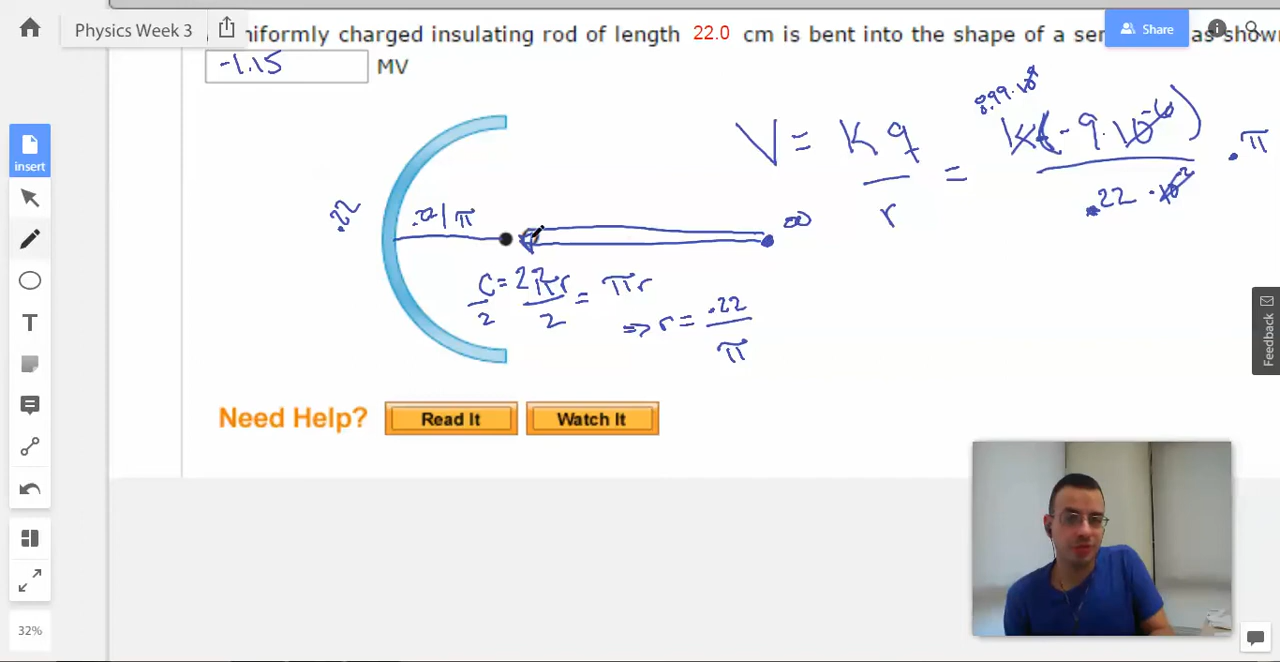 Physics Week 3
niformly charged insulating rod of length 22.0 cm is bent into the shape of a ser
as shown
Share
-1.15 MV
insert
.22
.22/π
∞
V = Kq/r = (-9·10⁻⁶) / .22 · 10⁻² · π
8.99·10⁹
C/2 = 2πr/2 = πr
⇒ r = .22/π
T
Feedback
Need Help? Read It Watch It
32%